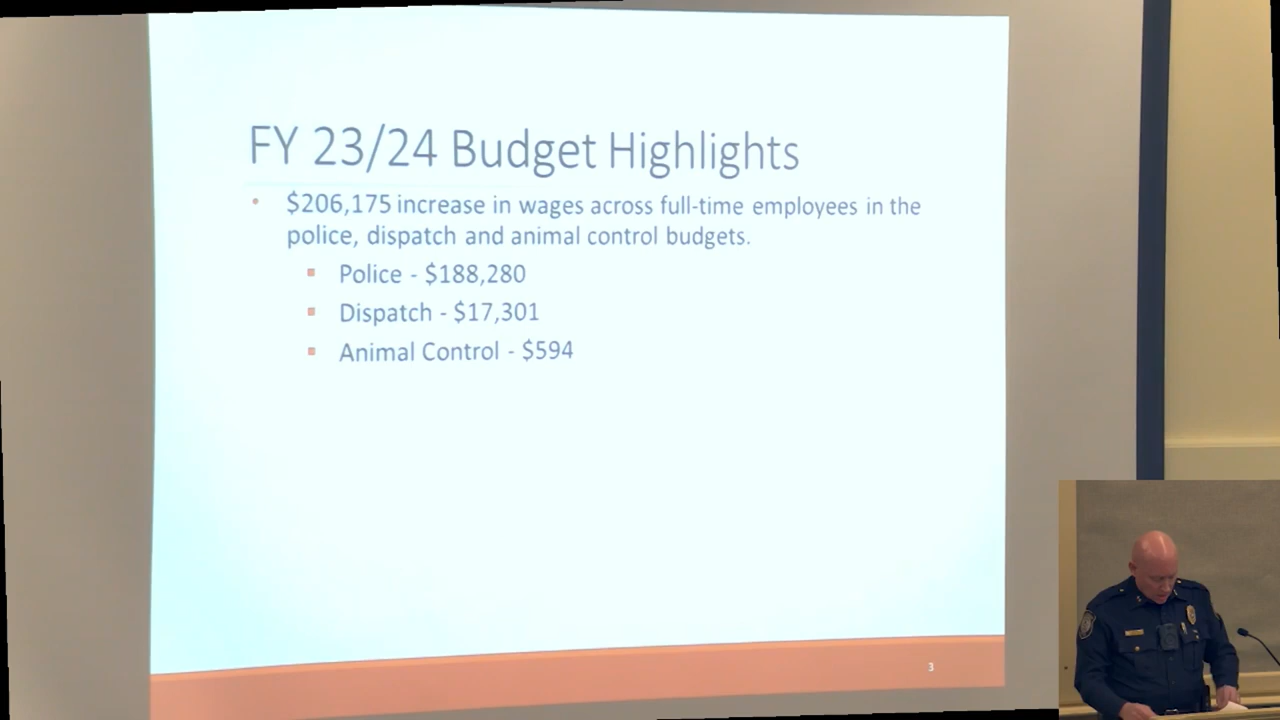 FY 23/24 Budget Highlights
• $206,175 increase in wages across full-time employees in the
police, dispatch and animal control budgets.
▪ Police - $188,280
▪ Dispatch - $17,301
▪ Animal Control - $594
3